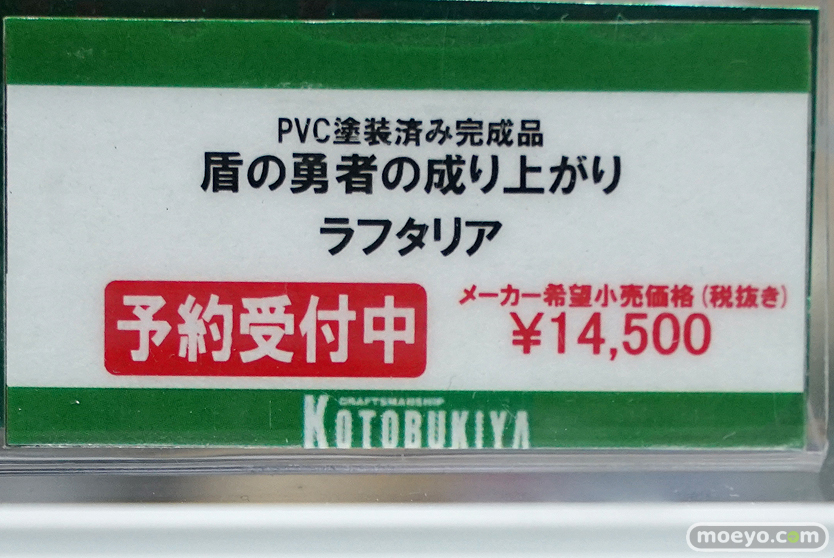 PVC塗装済み完成品
盾の勇者の成り上がり
ラフタリア
予約受付中
メーカー希望小売価格(税抜き)
¥14,500
CRAFTSMANSHIP
KOTOBUKIYA
moeyo.com